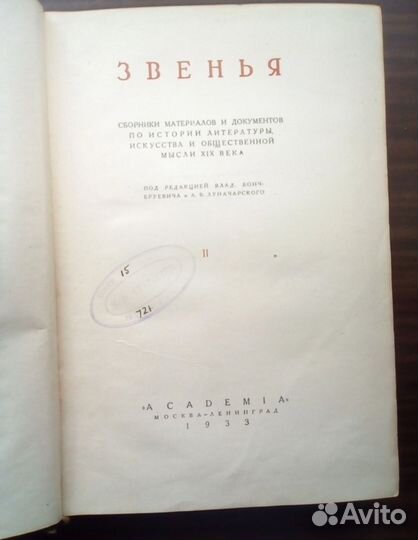 ЗВЕНЬЯ
СБОРНИКИ МАТЕРИАЛОВ И ДОКУМЕНТОВ
ПО ИСТОРИИ ЛИТЕРАТУРЫ,
ИСКУССТВА И ОБЩЕСТВЕННОЙ
МЫСЛИ XIX ВЕКА
ПОД РЕДАКЦИЕЙ ВЛАД. БОНЧ-
БРУЕВИЧА и А. В. ЛУНАЧАРСКОГО
II
15
721
„ACADEMIA“
МОСКВА–ЛЕНИНГРАД
1933
Avito